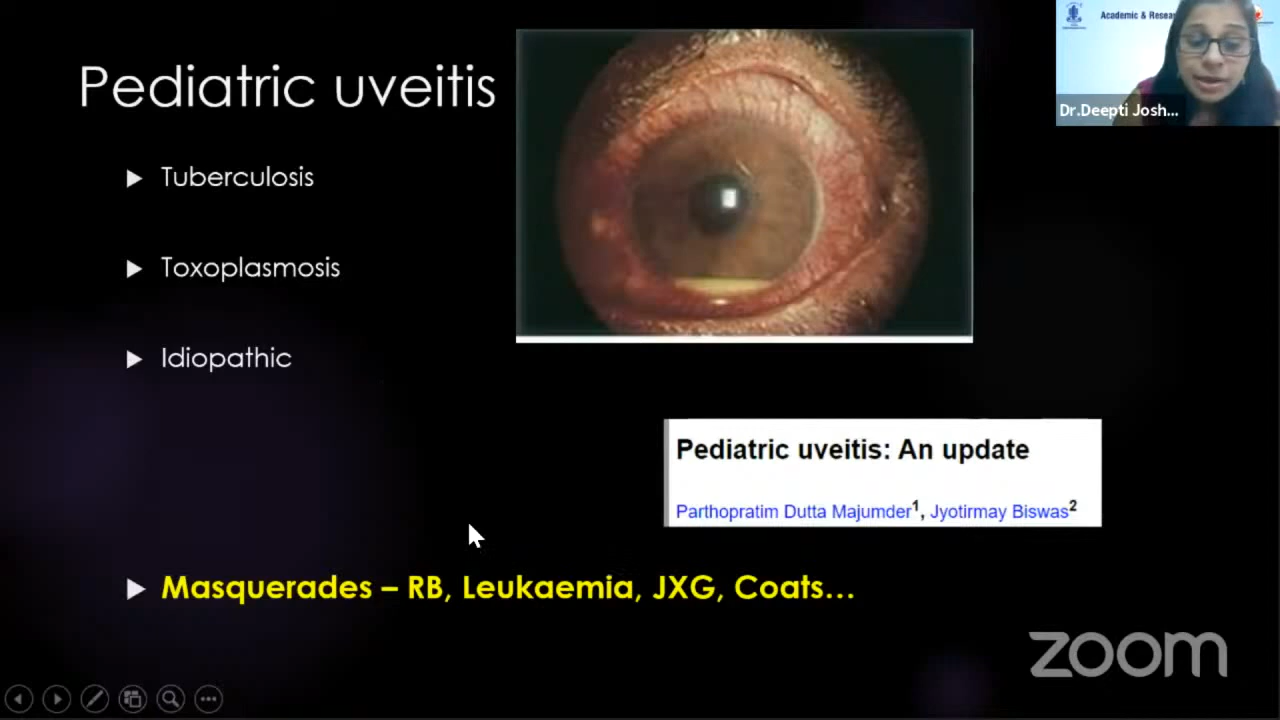 Pediatric uveitis
Tuberculosis
Toxoplasmosis
Idiopathic
Pediatric uveitis: An update
Parthopratim Dutta Majumder1, Jyotirmay Biswas2
Masquerades – RB, Leukaemia, JXG, Coats…
Academic &
Dr.Deepti Josh...
zoom